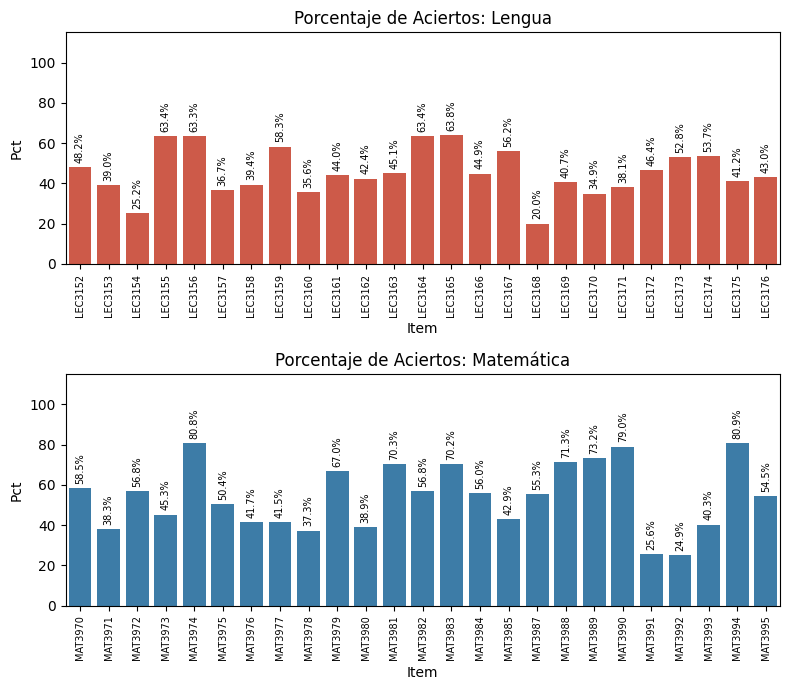 Porcentaje de Aciertos: Lengua
Pct
100
80
60
40
20
0
48.2% 39.0% 25.2% 63.4% 63.3% 36.7% 39.4% 58.3% 35.6% 44.0% 42.4% 45.1% 63.4% 63.8% 44.9% 56.2% 20.0% 40.7% 34.9% 38.1% 46.4% 52.8% 53.7% 41.2% 43.0%
LEC3152 LEC3153 LEC3154 LEC3155 LEC3156 LEC3157 LEC3158 LEC3159 LEC3160 LEC3161 LEC3162 LEC3163 LEC3164 LEC3165 LEC3166 LEC3167 LEC3168 LEC3169 LEC3170 LEC3171 LEC3172 LEC3173 LEC3174 LEC3175 LEC3176
Item
Porcentaje de Aciertos: Matemática
Pct
100
80
60
40
20
0
58.5% 38.3% 56.8% 45.3% 80.8% 50.4% 41.7% 41.5% 37.3% 67.0% 38.9% 70.3% 56.8% 70.2% 56.0% 42.9% 55.3% 71.3% 73.2% 79.0% 25.6% 24.9% 40.3% 80.9% 54.5%
MAT3970 MAT3971 MAT3972 MAT3973 MAT3974 MAT3975 MAT3976 MAT3977 MAT3978 MAT3979 MAT3980 MAT3981 MAT3982 MAT3983 MAT3984 MAT3985 MAT3987 MAT3988 MAT3989 MAT3990 MAT3991 MAT3992 MAT3993 MAT3994 MAT3995
Item